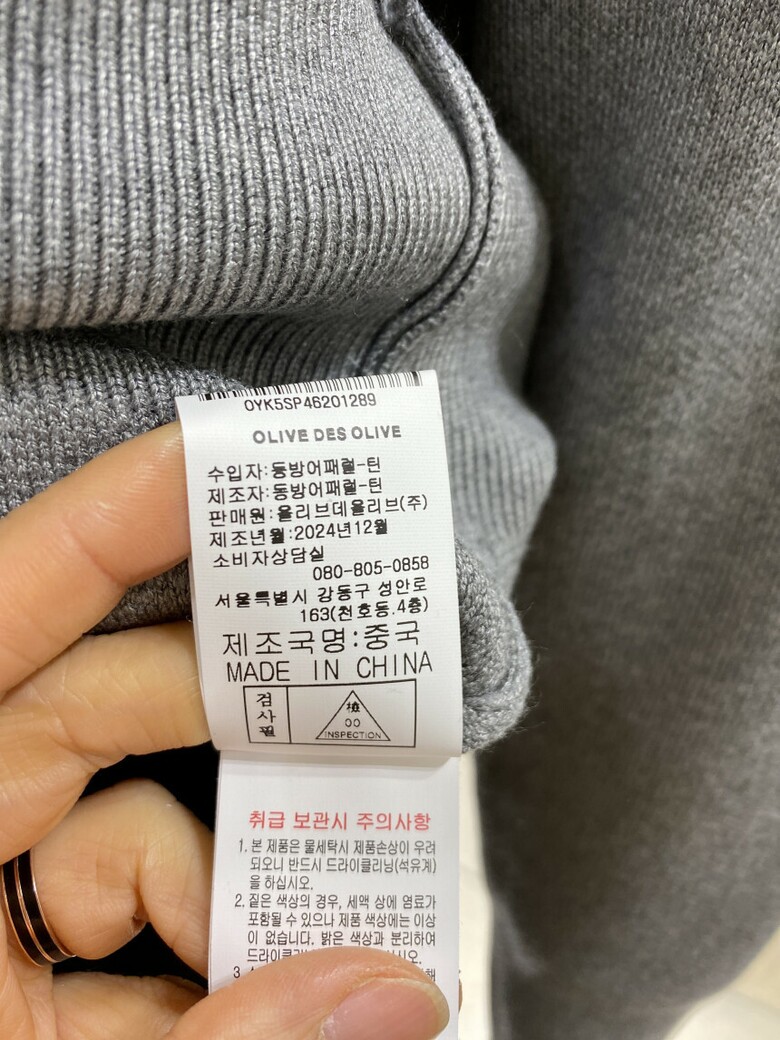 OYK5SP46201289
OLIVE DES OLIVE
수입자:동방어패럴-턴
제조자:동방어패럴-턴
판매원:올리브데올리브(주)
제조년월:2024년12월
소비자상담실
080-805-0858
서울특별시 강동구 성안로
163(천호동.4층)
제조국명:중국
MADE IN CHINA
검사필
檢
00
INSPECTION
취급 보관시 주의사항
1. 본 제품은 물세탁시 제품손상이 우려
되오니 반드시 드라이클리닝(석유계)
을 하십시오.
2. 짙은 색상의 경우, 세액 상에 염료가
포함될 수 있으나 제품 색상에는 이상
이 없습니다. 밝은 색상과 분리하여
3.